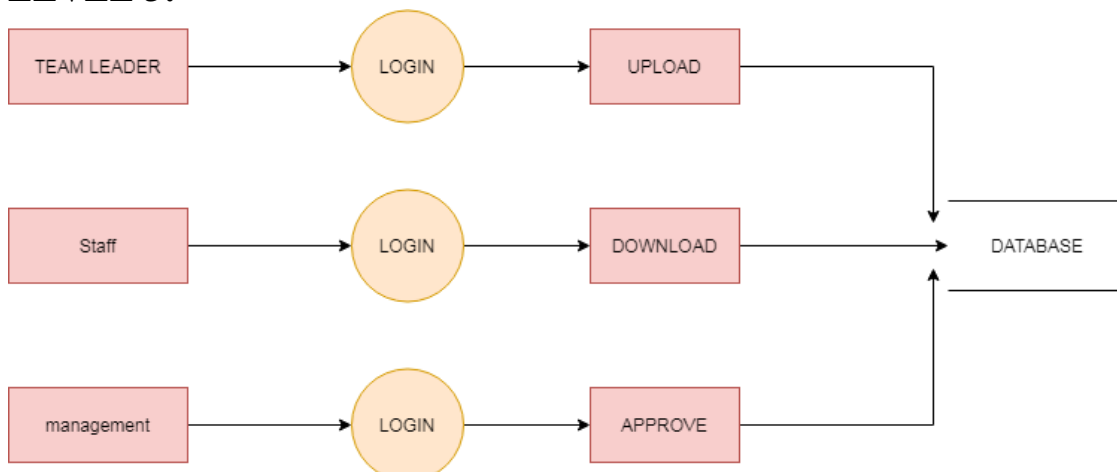 TEAM LEADER LOGIN UPLOAD
Staff LOGIN DOWNLOAD DATABASE
management LOGIN APPROVE